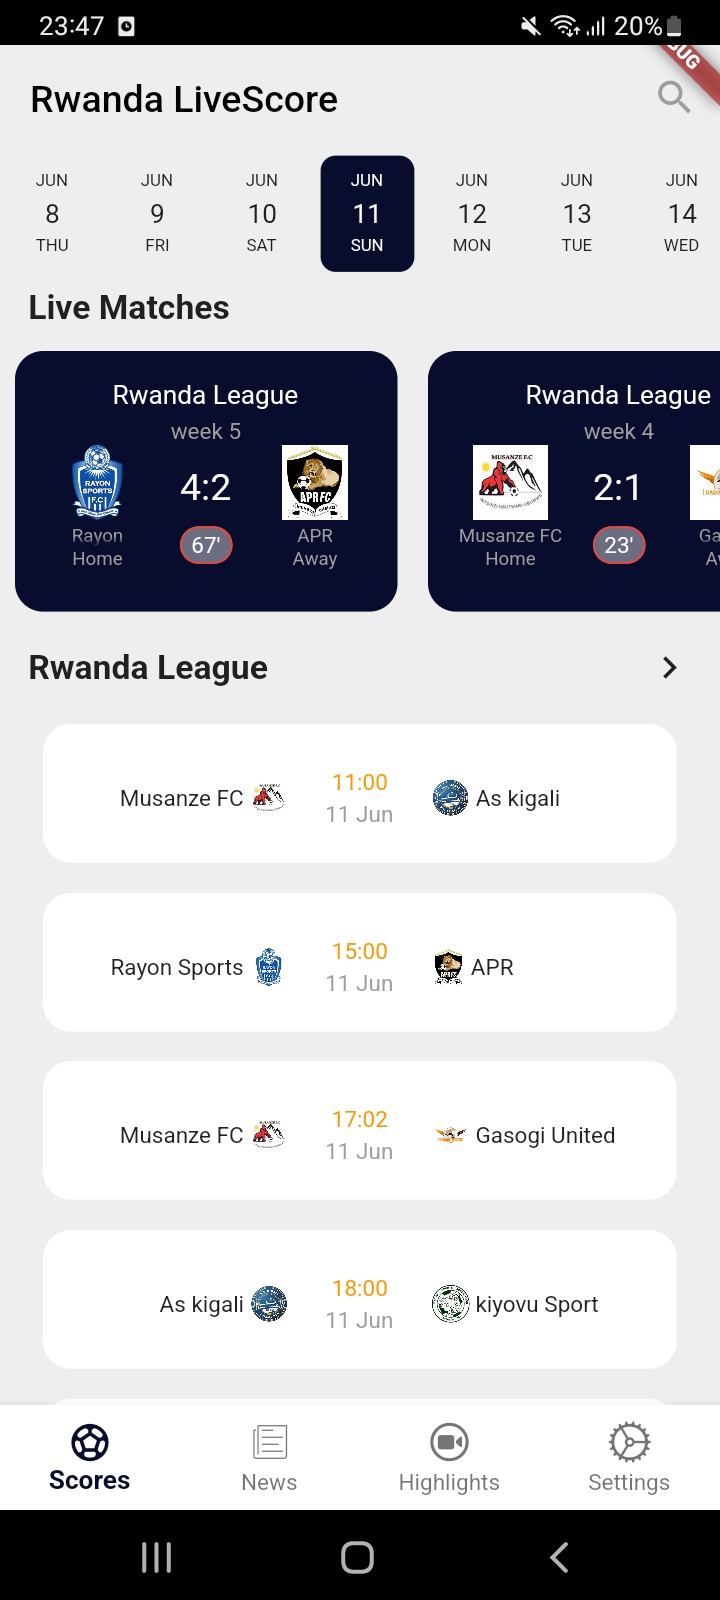 23:47
20%
BUG
Rwanda LiveScore
JUN JUN JUN JUN JUN JUN JUN
8 9 10 11 12 13 14
THU FRI SAT SUN MON TUE WED
Live Matches
Rwanda League
week 5
RAYON SPORTS F.C
4:2
APR FC
Rayon
Home
67'
APR
Away
Rwanda League
week 4
MUSANZE F.C
2:1
Musanze FC
Home
23'
Rwanda League
11:00
Musanze FC
As kigali
11 Jun
15:00
Rayon Sports
APR
11 Jun
17:02
Musanze FC
Gasogi United
11 Jun
18:00
As kigali
kiyovu Sport
11 Jun
Scores
News
Highlights
Settings